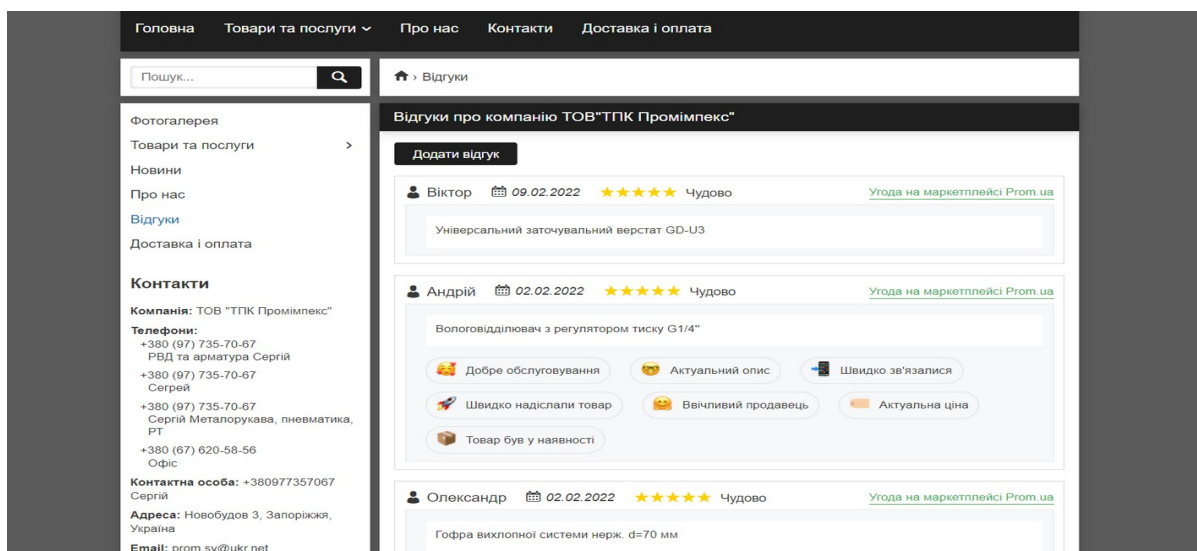 Головна Товари та послуги Про нас Контакти Доставка і оплата
Пошук...
› Відгуки
Фотогалерея
Товари та послуги
Новини
Про нас
Відгуки
Доставка і оплата
Контакти
Компанія: ТОВ "ТПК Промімпекс"
Телефони:
+380 (97) 735-70-67
РВД та арматура Сергій
+380 (97) 735-70-67
Сегрей
+380 (97) 735-70-67
Сергій Металорукава, пневматика,
РТ
+380 (67) 620-58-56
Офіс
Контактна особа: +380977357067
Сергій
Адреса: Новобудов 3, Запоріжжя,
Україна
Email: prom.sv@ukr.net
Відгуки про компанію ТОВ"ТПК Промімпекс"
Додати відгук
Віктор 09.02.2022 ★★★★★ Чудово Угода на маркетплейсі Prom.ua
Універсальний заточувальний верстат GD-U3
Андрій 02.02.2022 ★★★★★ Чудово Угода на маркетплейсі Prom.ua
Вологовідділювач з регулятором тиску G1/4"
Добре обслуговування Актуальний опис Швидко зв'язалися
Швидко надіслали товар Ввічливий продавець Актуальна ціна
Товар був у наявності
Олександр 02.02.2022 ★★★★★ Чудово Угода на маркетплейсі Prom.ua
Гофра вихлопної системи нерж. d=70 мм